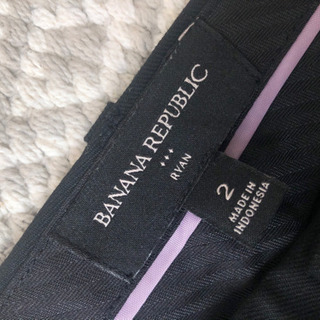 BANANA REPUBLIC
♦♦♦
RYAN
2
MADE IN
INDONESIA